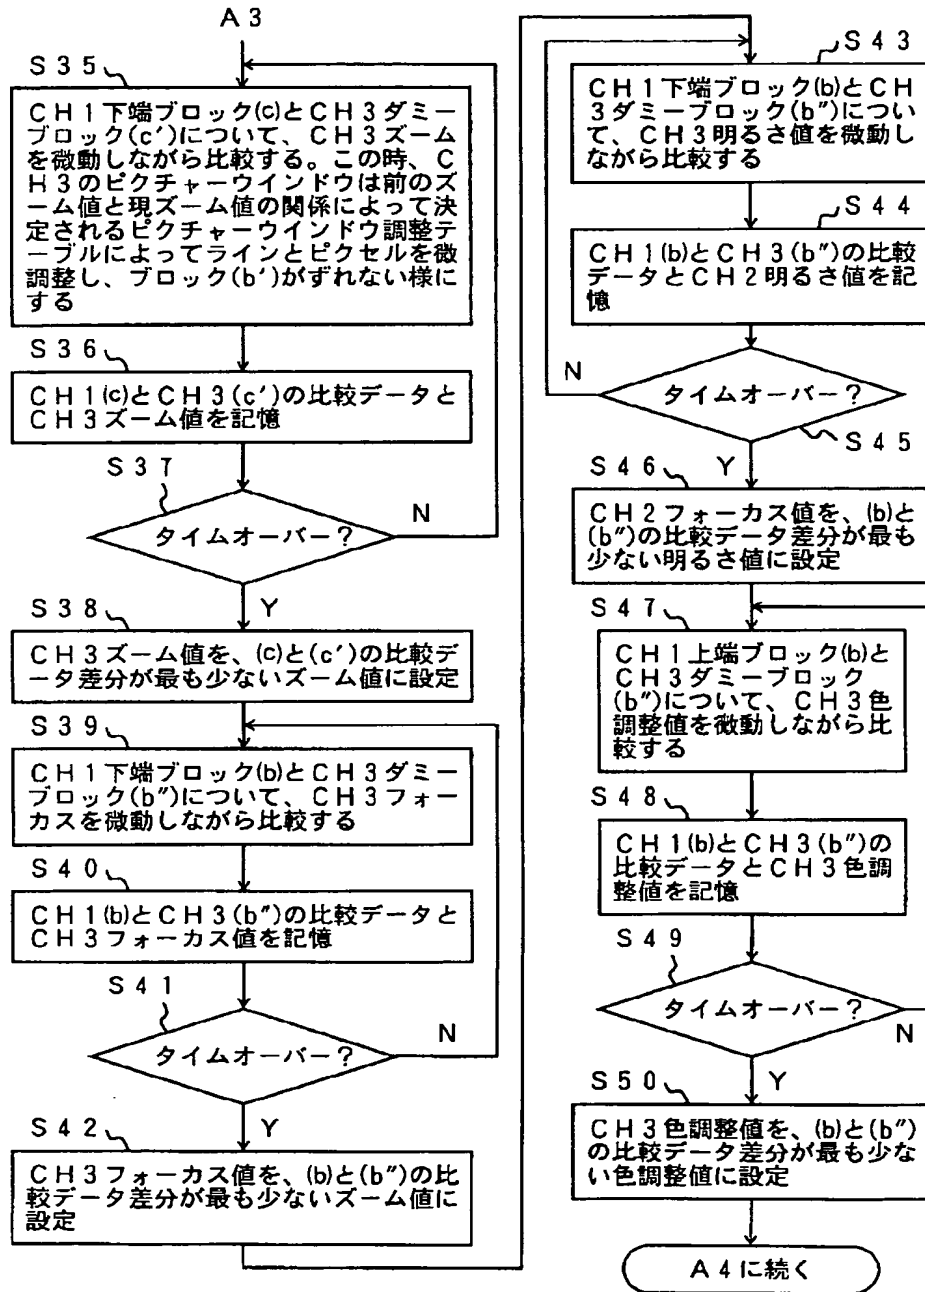 A3
S35
CH1下端ブロック(c)とCH3ダミー
ブロック(c′)について、CH3ズーム
を微動しながら比較する。この時、C
H3のピクチャーウインドウは前のズ
ーム値と現ズーム値の関係によって決
定されるピクチャーウインドウ調整テ
ーブルによってラインとピクセルを微
調整し、ブロック(b′)がずれない様に
する
S36
CH1(c)とCH3(c′)の比較データと
CH3ズーム値を記憶
S37
タイムオーバー?
N
Y
S38
CH3ズーム値を、(c)と(c′)の比較デ
ータ差分が最も少ないズーム値に設定
S39
CH1下端ブロック(b)とCH3ダミー
ブロック(b″)について、CH3フォー
カスを微動しながら比較する
S40
CH1(b)とCH3(b″)の比較データと
CH3フォーカス値を記憶
S41
タイムオーバー?
N
Y
S42
CH3フォーカス値を、(b)と(b″)の比
較データ差分が最も少ないズーム値に
設定
S43
CH1下端ブロック(b)とCH
3ダミーブロック(b″)につい
て、CH3明るさ値を微動し
ながら比較する
S44
CH1(b)とCH3(b″)の比較
データとCH2明るさ値を記
憶
N
タイムオーバー?
S45
Y
S46
CH2フォーカス値を、(b)と
(b″)の比較データ差分が最も
少ない明るさ値に設定
S47
CH1上端ブロック(b)と
CH3ダミーブロック
(b″)について、CH3色
調整値を微動しながら比
較する
S48
CH1(b)とCH3(b″)の
比較データとCH3色調
整値を記憶
S49
タイムオーバー?
N
Y
S50
CH3色調整値を、(b)と(b″)
の比較データ差分が最も少な
い色調整値に設定
A4に続く